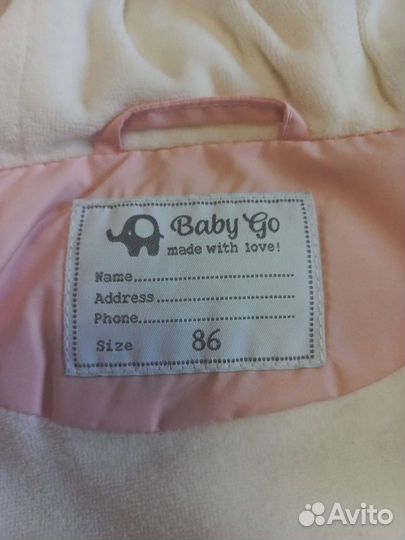 Baby Go
made with love!
Name..............................
Address.........................
Phone............................
Size 86
Avito